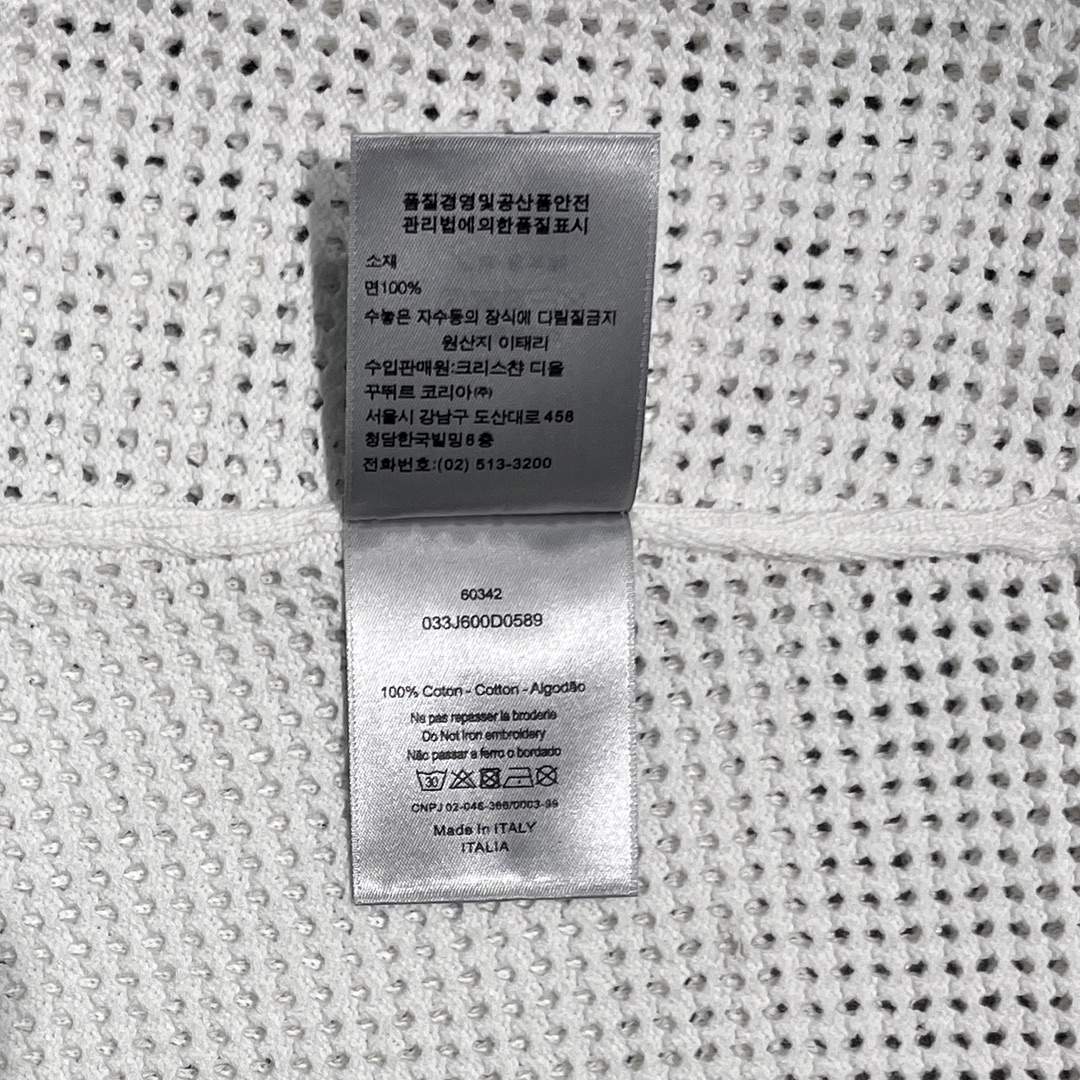 품질경영및공산품안전
관리법에의한품질표시
소재
면100%
수놓은 자수등의 장식에 다림질금지
원산지 이태리
수입판매원:크리스챤 디올
꾸뛰르 코리아㈜
서울시 강남구 도산대로 458
청담한국빌딩8층
전화번호:(02) 513-3200
60342
033J600D0589
100% Coton - Cotton - Algodão
Ne pas repasser la broderie
Do Not Iron embroidery
Não passar a ferro o bordado
30
CNPJ 02-046-366/0003-99
Made in ITALY
ITALIA